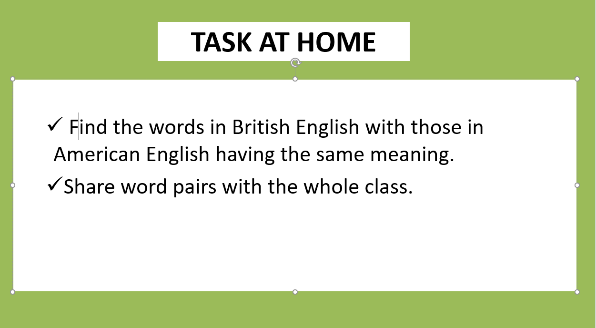 TASK AT HOME
✓ Find the words in British English with those in
American English having the same meaning.
✓Share word pairs with the whole class.